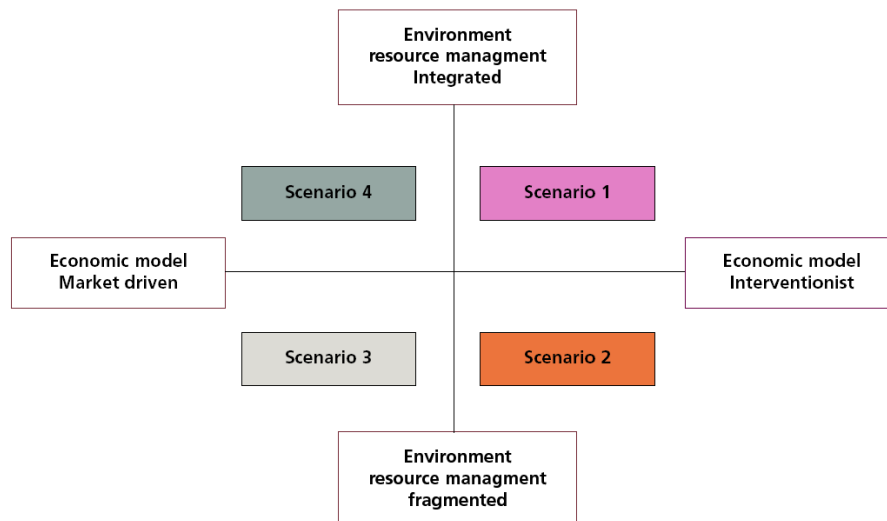 Environment
resource managment
Integrated
Scenario 4
Scenario 1
Economic model
Market driven
Economic model
Interventionist
Scenario 3
Scenario 2
Environment
resource managment
fragmented